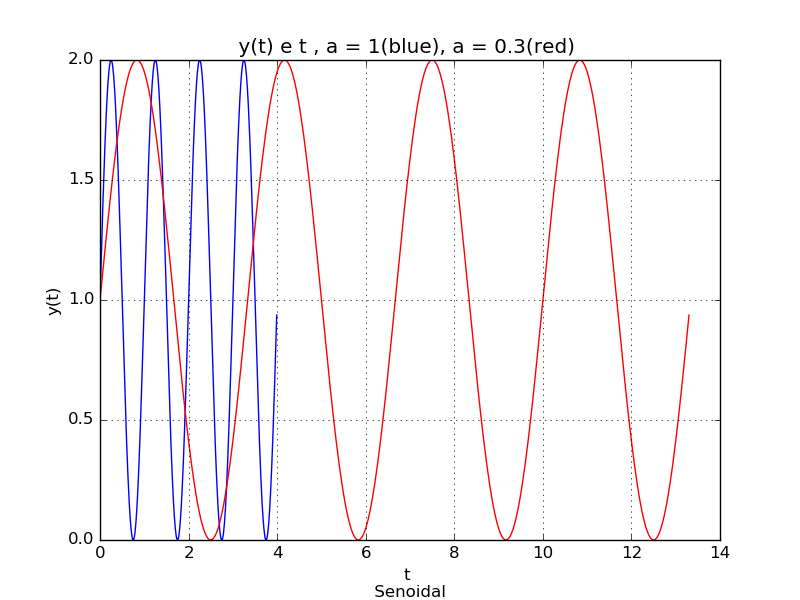 y(t) e t , a = 1(blue), a = 0.3(red)
2.0
1.5
1.0
0.5
0.0
y(t)
0 2 4 6 8 10 12 14
t
Senoidal